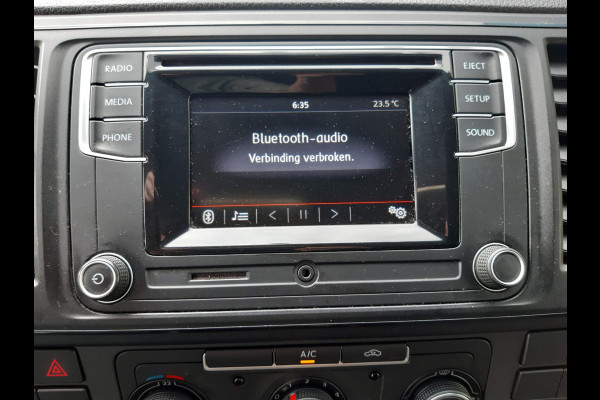 RADIO
EJECT
MEDIA
SETUP
PHONE
SOUND
6:35
23.5 °C
Bluetooth-audio
Verbinding verbroken.
A/C